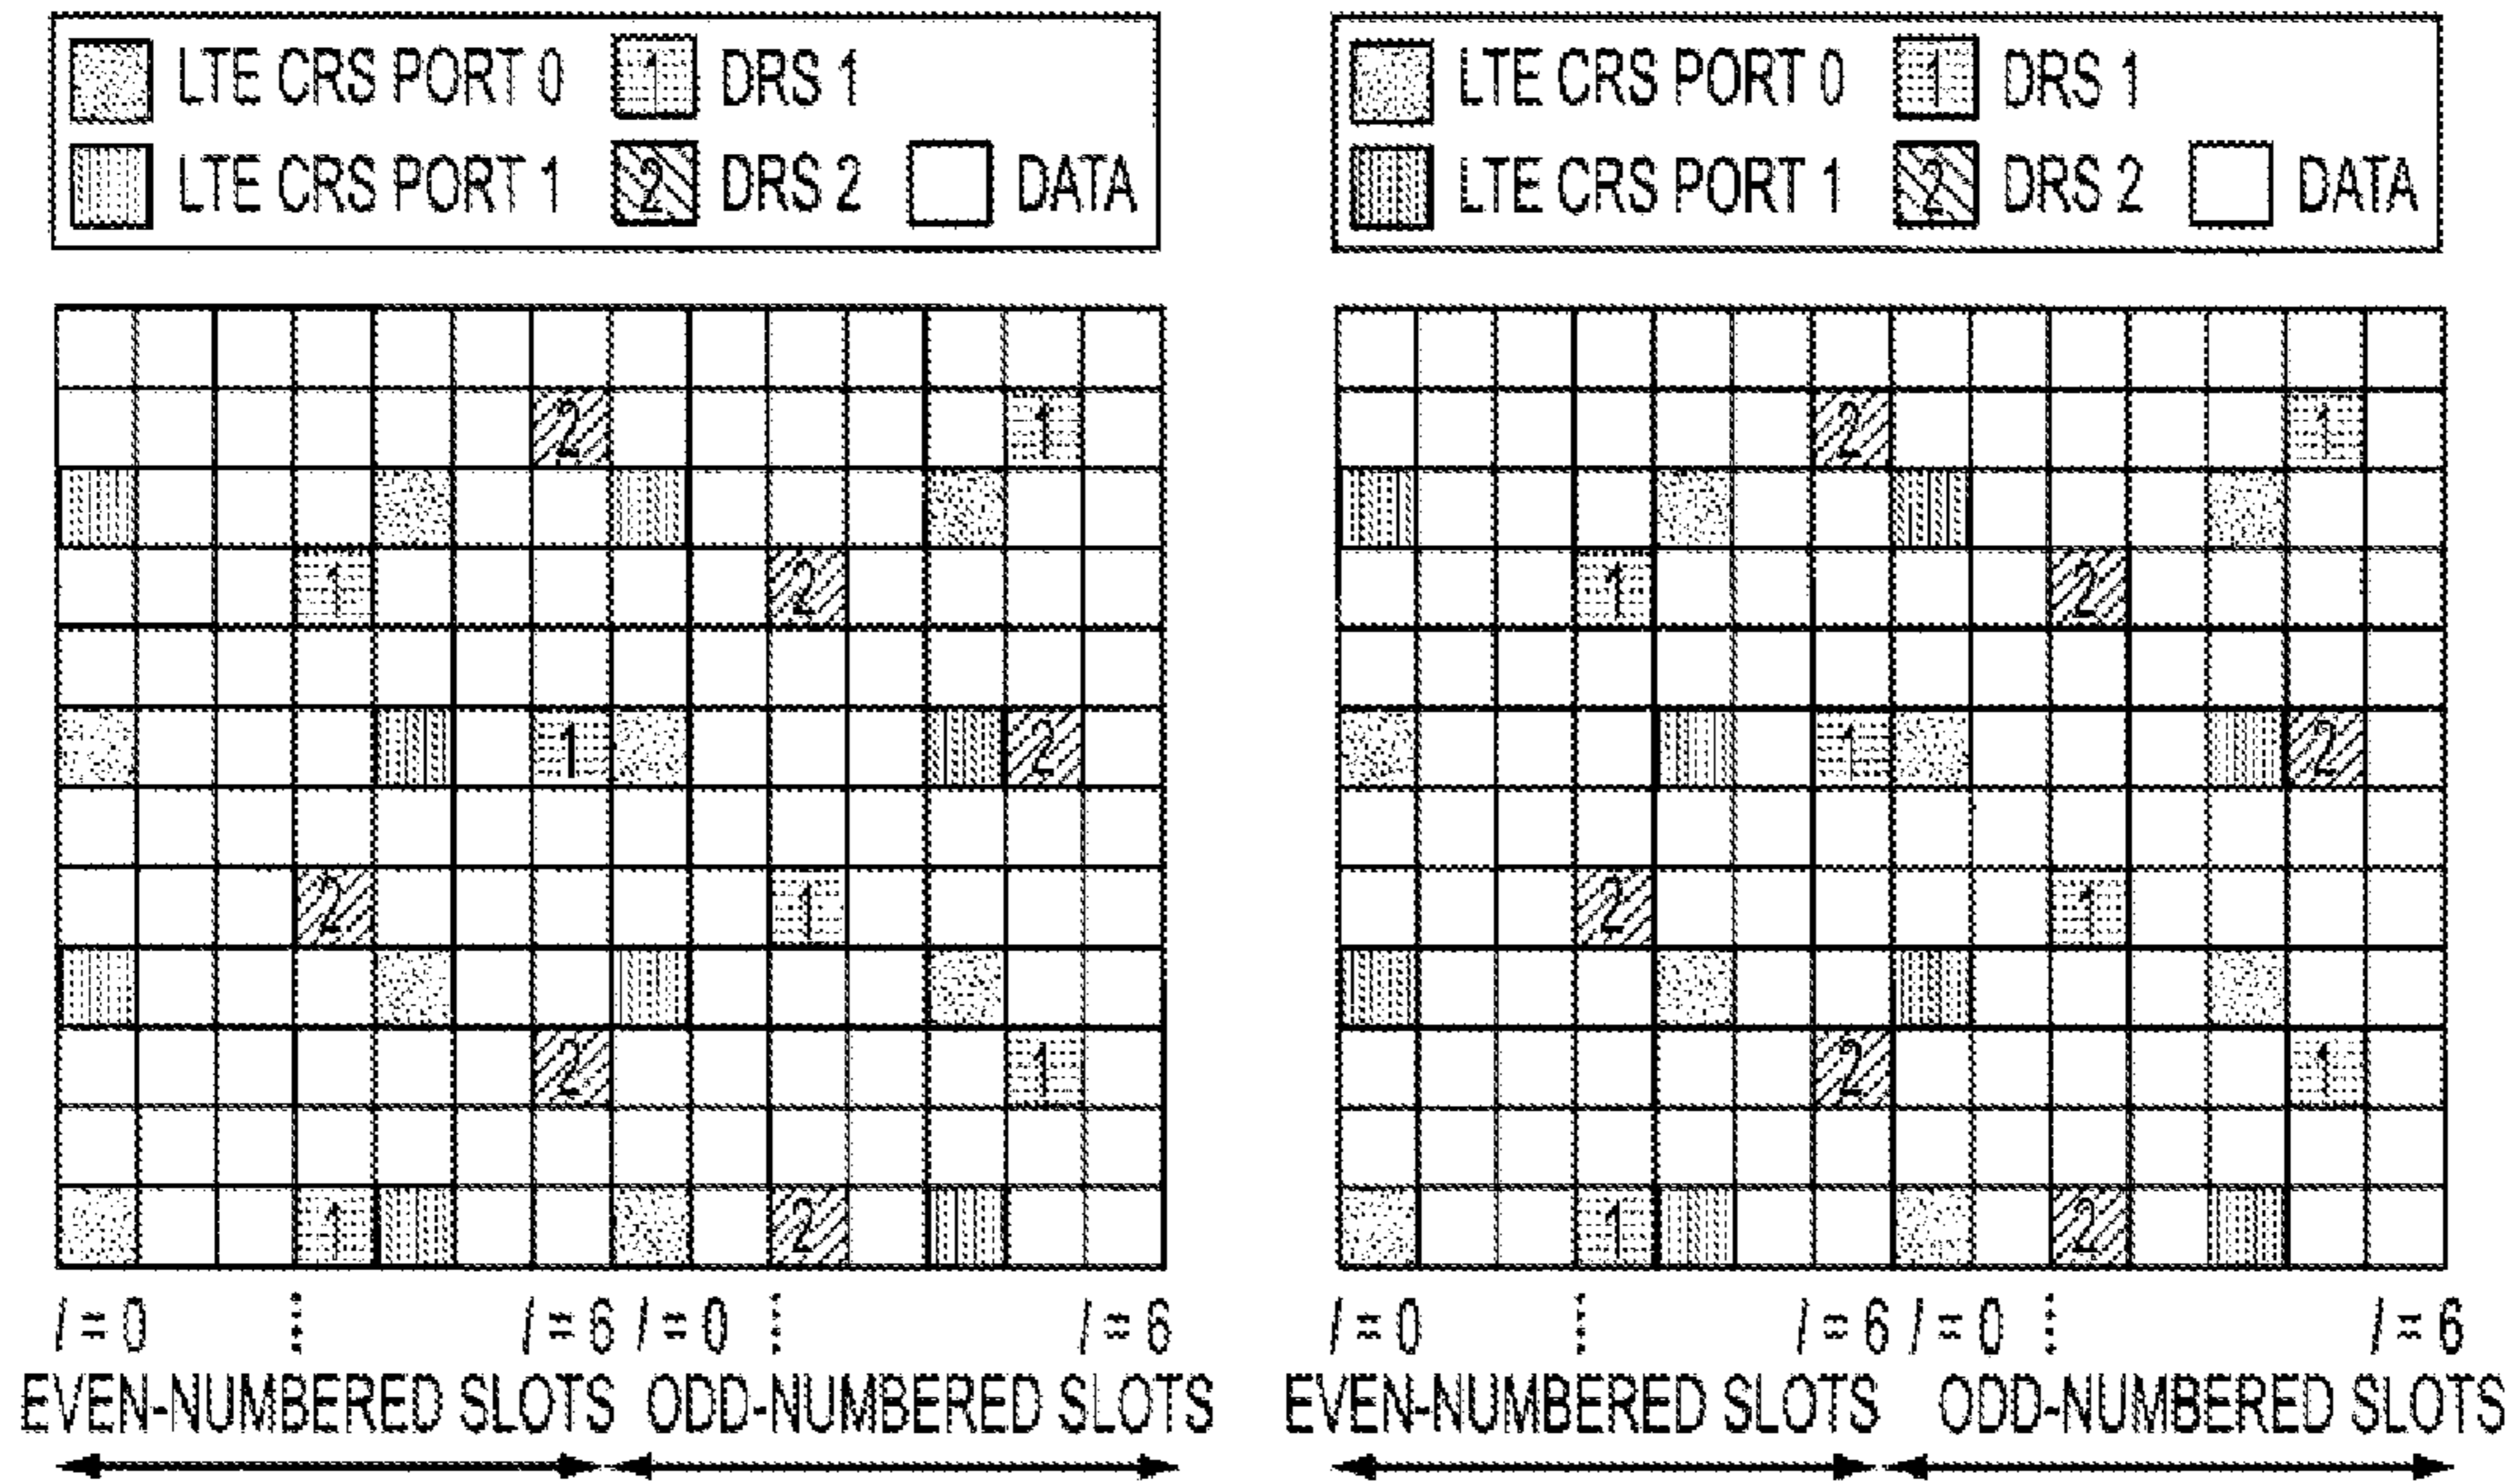 LTE CRS PORT 0 1 DRS 1
LTE CRS PORT 1 2 DRS 2 DATA
2 1
1 2
1 2
2 1
2 1
1 2
l = 0 ⋮ l = 6 l = 0 ⋮ l = 6
EVEN-NUMBERED SLOTS ODD-NUMBERED SLOTS
LTE CRS PORT 0 1 DRS 1
LTE CRS PORT 1 2 DRS 2 DATA
2 1
1 2
1 2
2 1
2 1
1 2
l = 0 ⋮ l = 6 l = 0 ⋮ l = 6
EVEN-NUMBERED SLOTS ODD-NUMBERED SLOTS